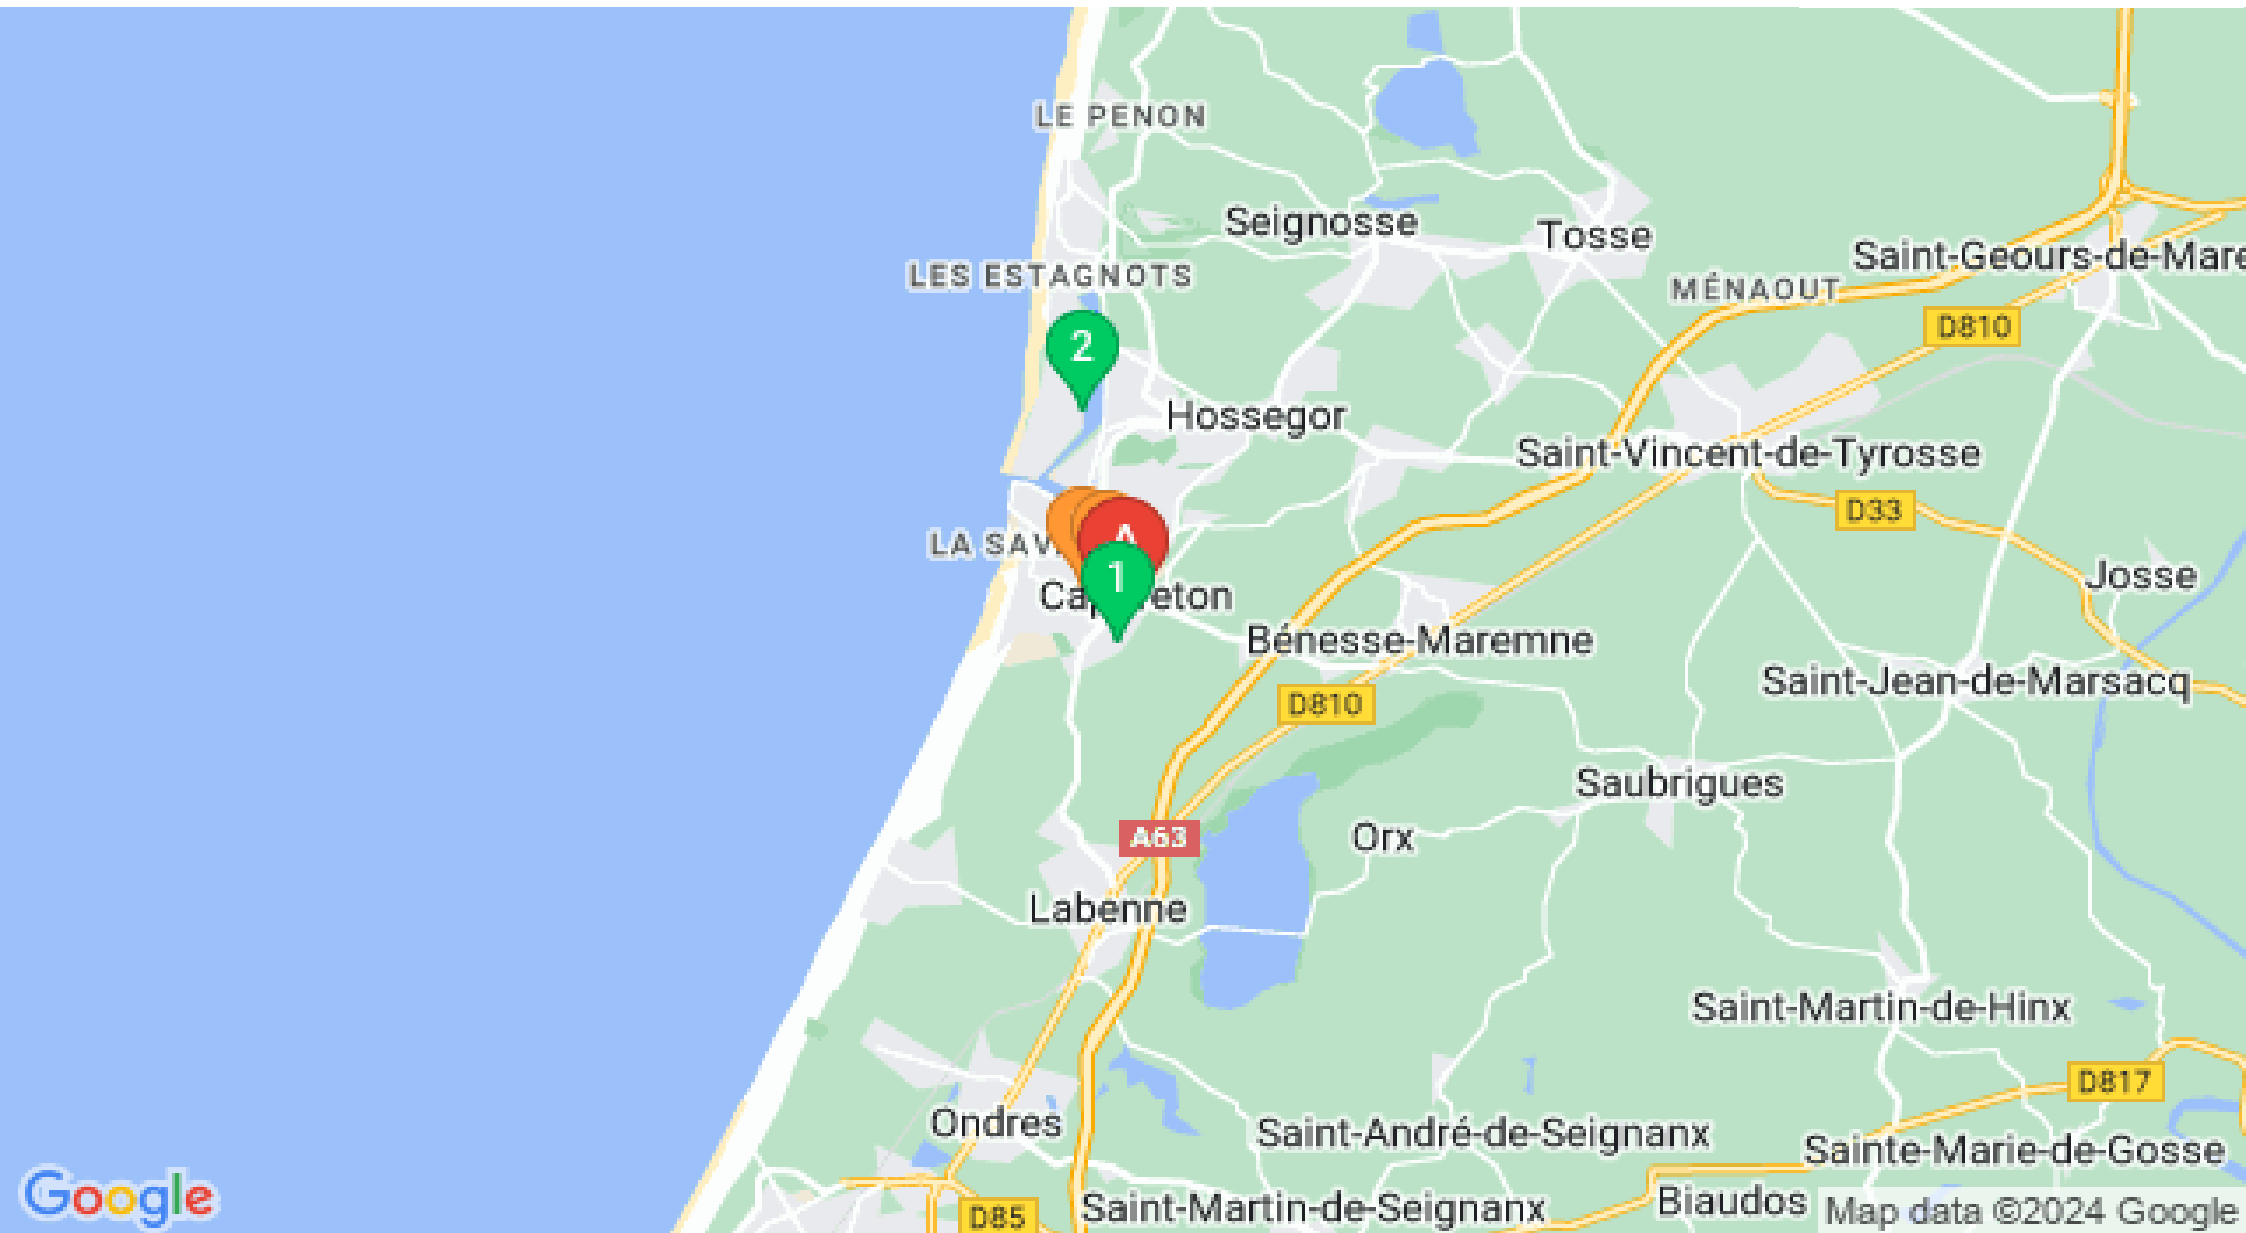 LE PENON
Seignosse
Tosse
Saint-Geours-de-Mare
LES ESTAGNOTS
MÉNAOUT
D810
2
Hossegor
Saint-Vincent-de-Tyrosse
D33
LA SAV
A
1
Josse
Bénesse-Maremne
Saint-Jean-de-Marsacq
D810
Saubrigues
A63
Orx
Labenne
Saint-Martin-de-Hinx
D817
Ondres
Saint-André-de-Seignanx
Sainte-Marie-de-Gosse
Google
D85
Saint-Martin-de-Seignanx
Biaudos
Map data ©2024 Google